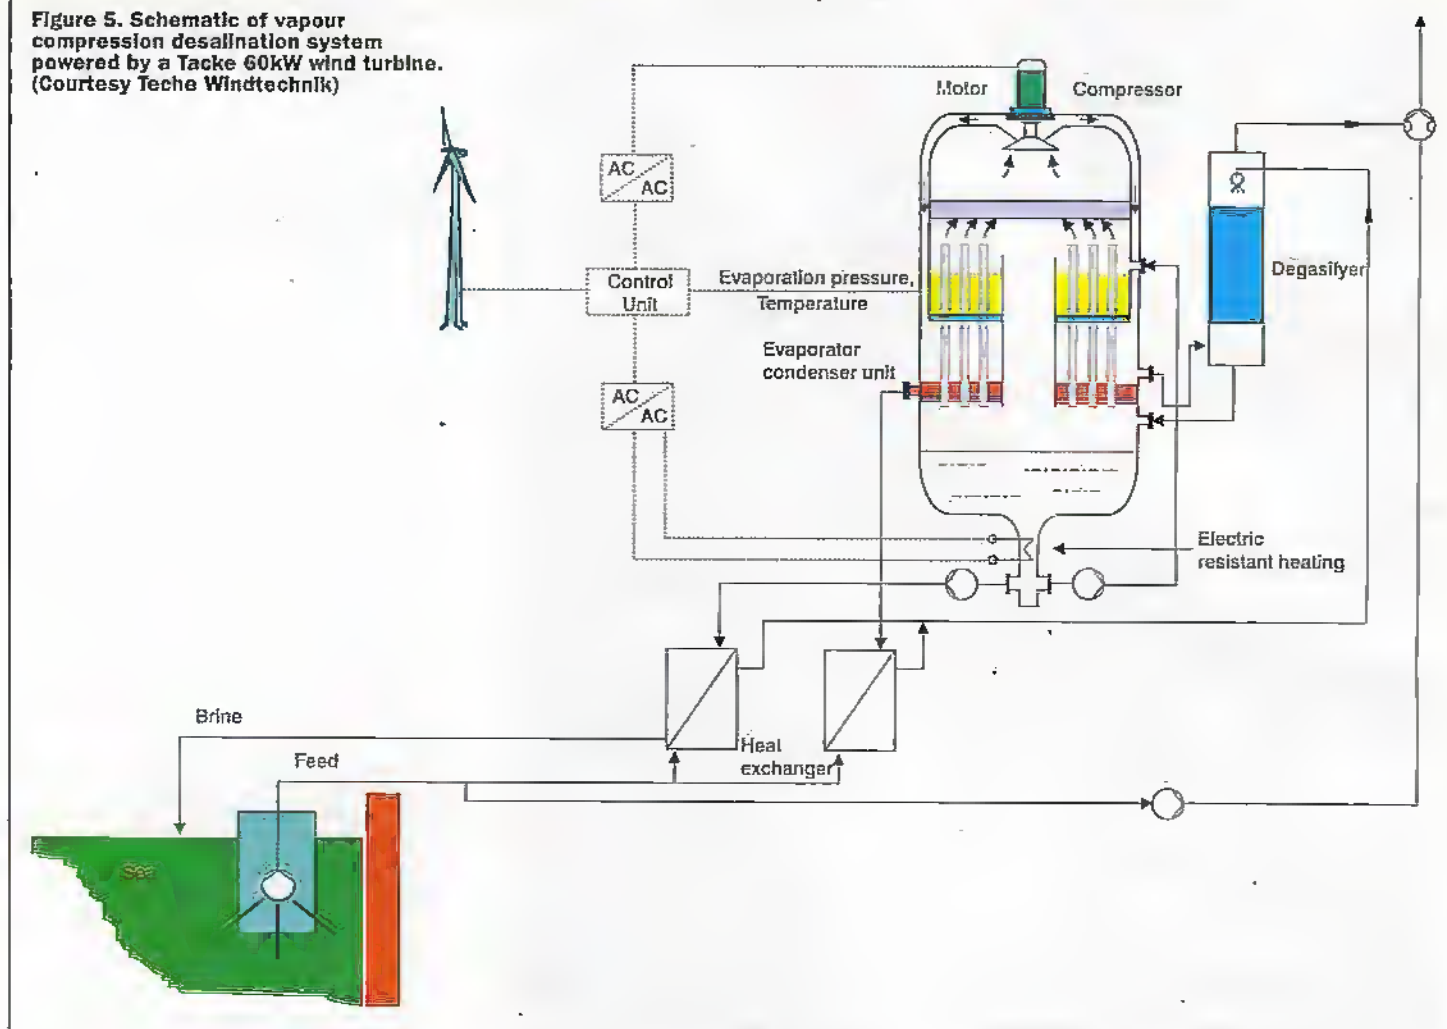 Figure 5. Schematic of vapour
compression desalination system
powered by a Tacke 60kW wind turbine.
(Courtesy Teche Windtechnik)
Motor
Compressor
AC
AC
Control
Unit
Evaporation pressure,
Temperature
Degasifyer
Evaporator
condenser unit
AC
AC
Electric
resistant heating
Brine
Heat
exchanger
Feed
Sea